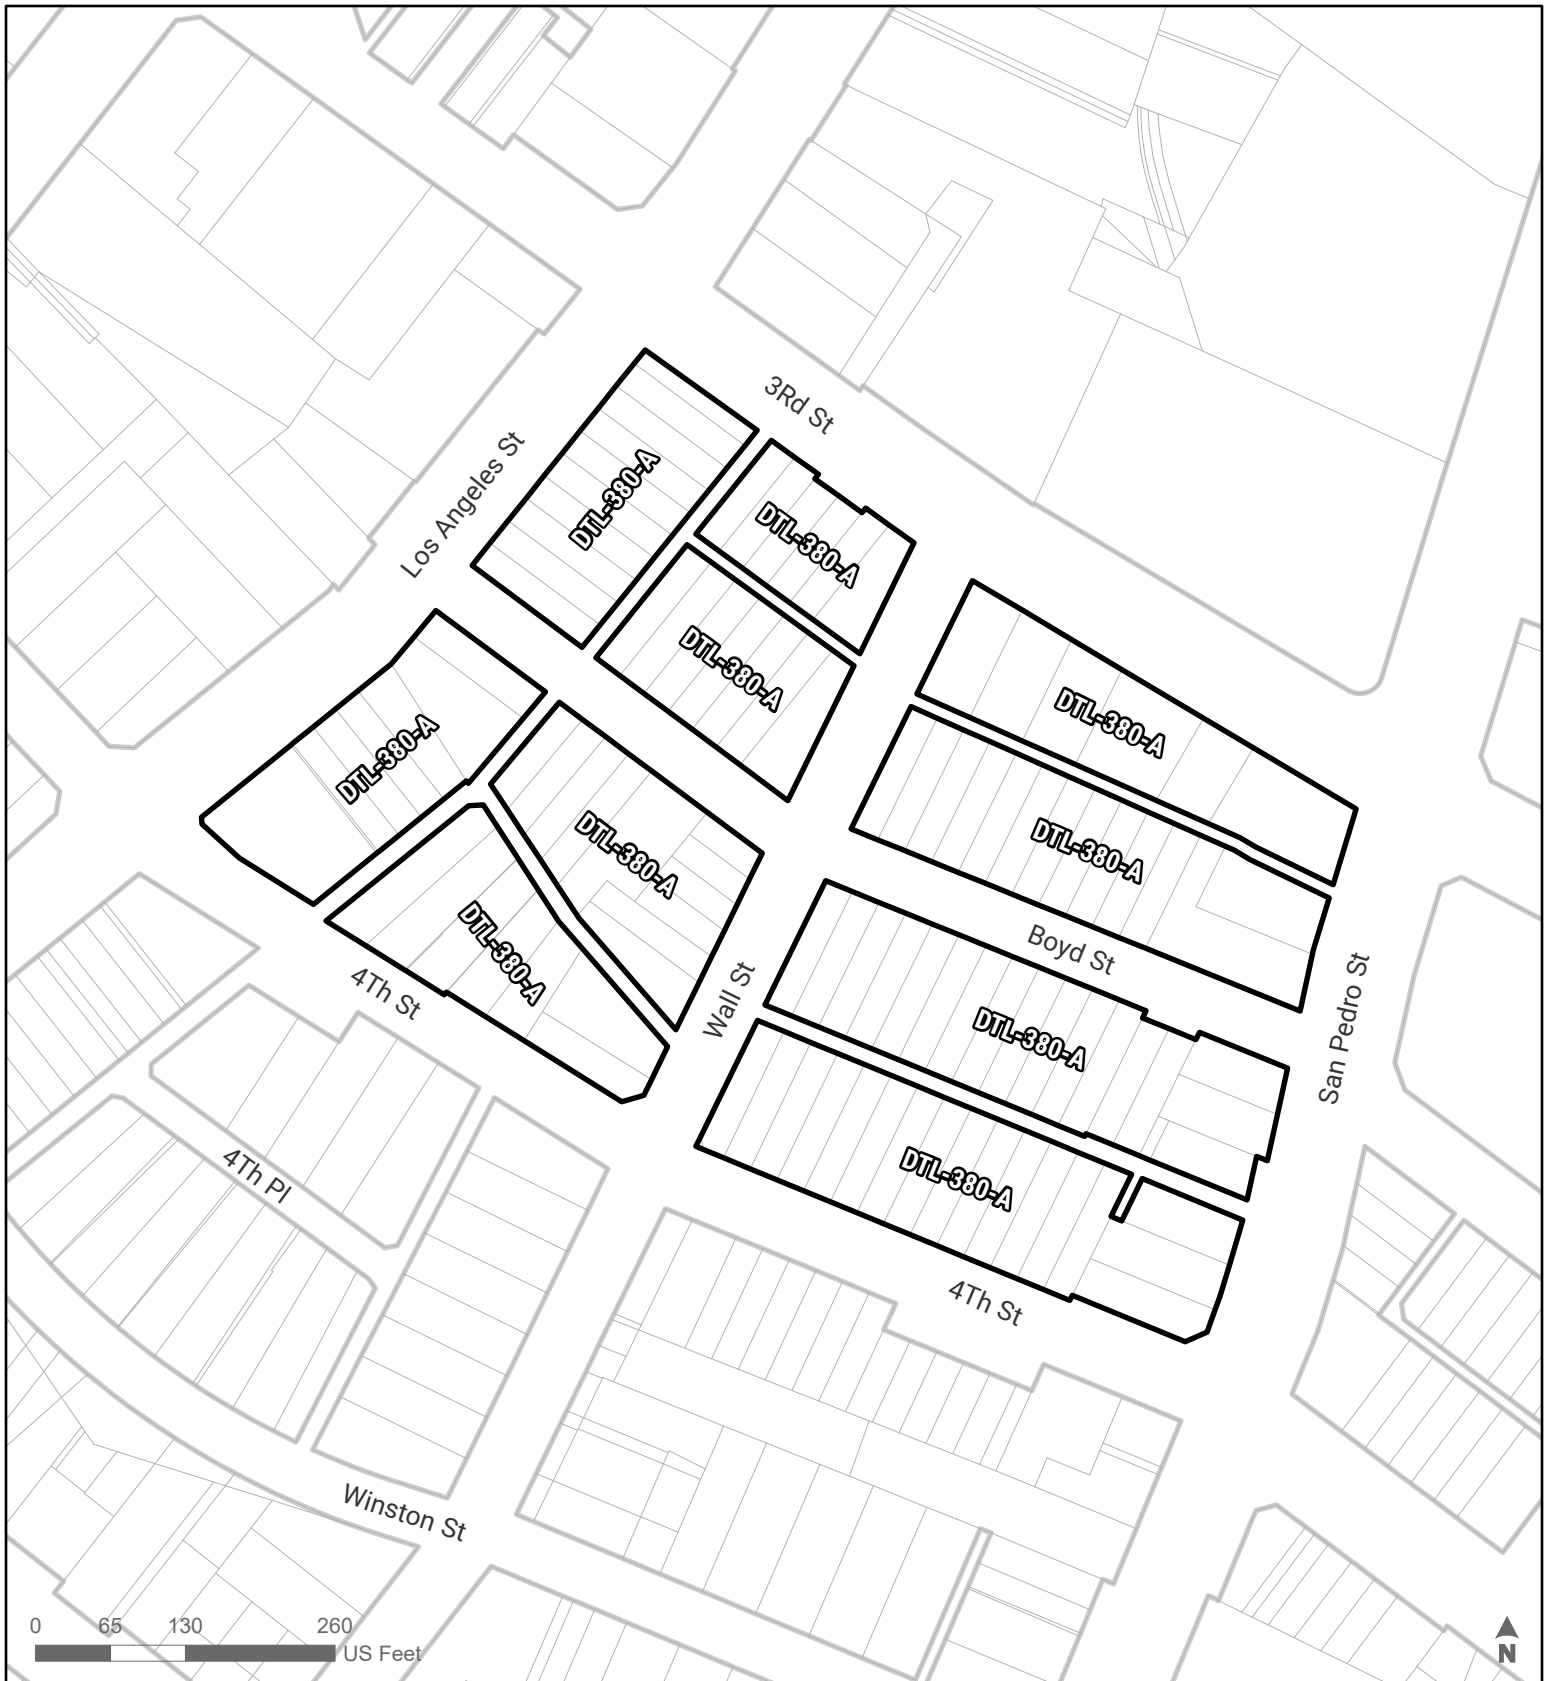 3Rd St
Los Angeles St
DTL-380-A
DTL-380-A
DTL-380-A
DTL-380-A
DTL-380-A
DTL-380-A
DTL-380-A
DTL-380-A
Boyd St
DTL-380-A
4Th St
Wall St
San Pedro St
DTL-380-A
4Th Pl
DTL-380-A
4Th St
Winston St
0 65 130 260
US Feet
N